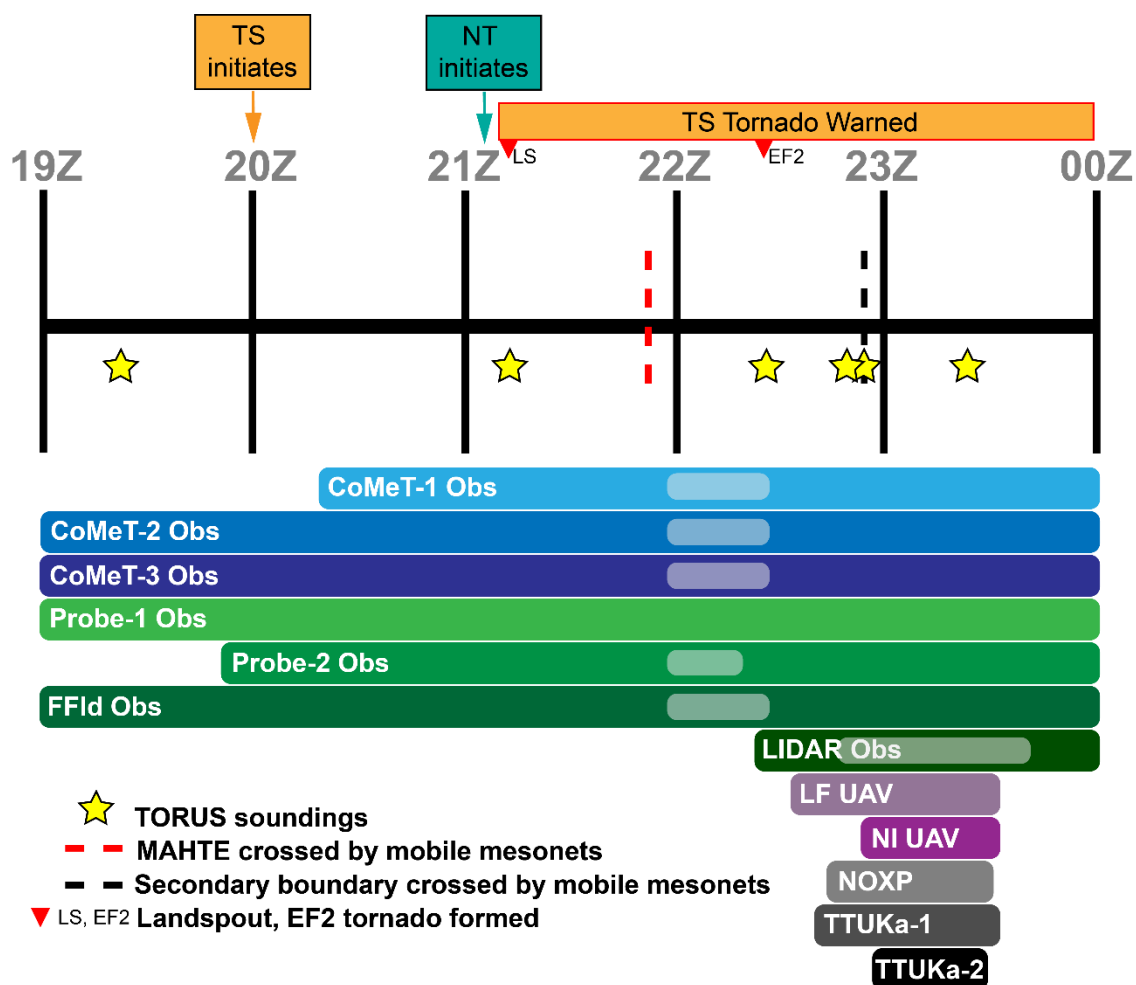 TS
initiates
NT
initiates
TS Tornado Warned
LS
EF2
19Z
20Z
21Z
22Z
23Z
00Z
CoMeT-1 Obs
CoMeT-2 Obs
CoMeT-3 Obs
Probe-1 Obs
Probe-2 Obs
FFld Obs
LIDAR Obs
LF UAV
NI UAV
NOXP
TTUKa-1
TTUKa-2
TORUS soundings
MAHTE crossed by mobile mesonets
Secondary boundary crossed by mobile mesonets
LS, EF2 Landspout, EF2 tornado formed